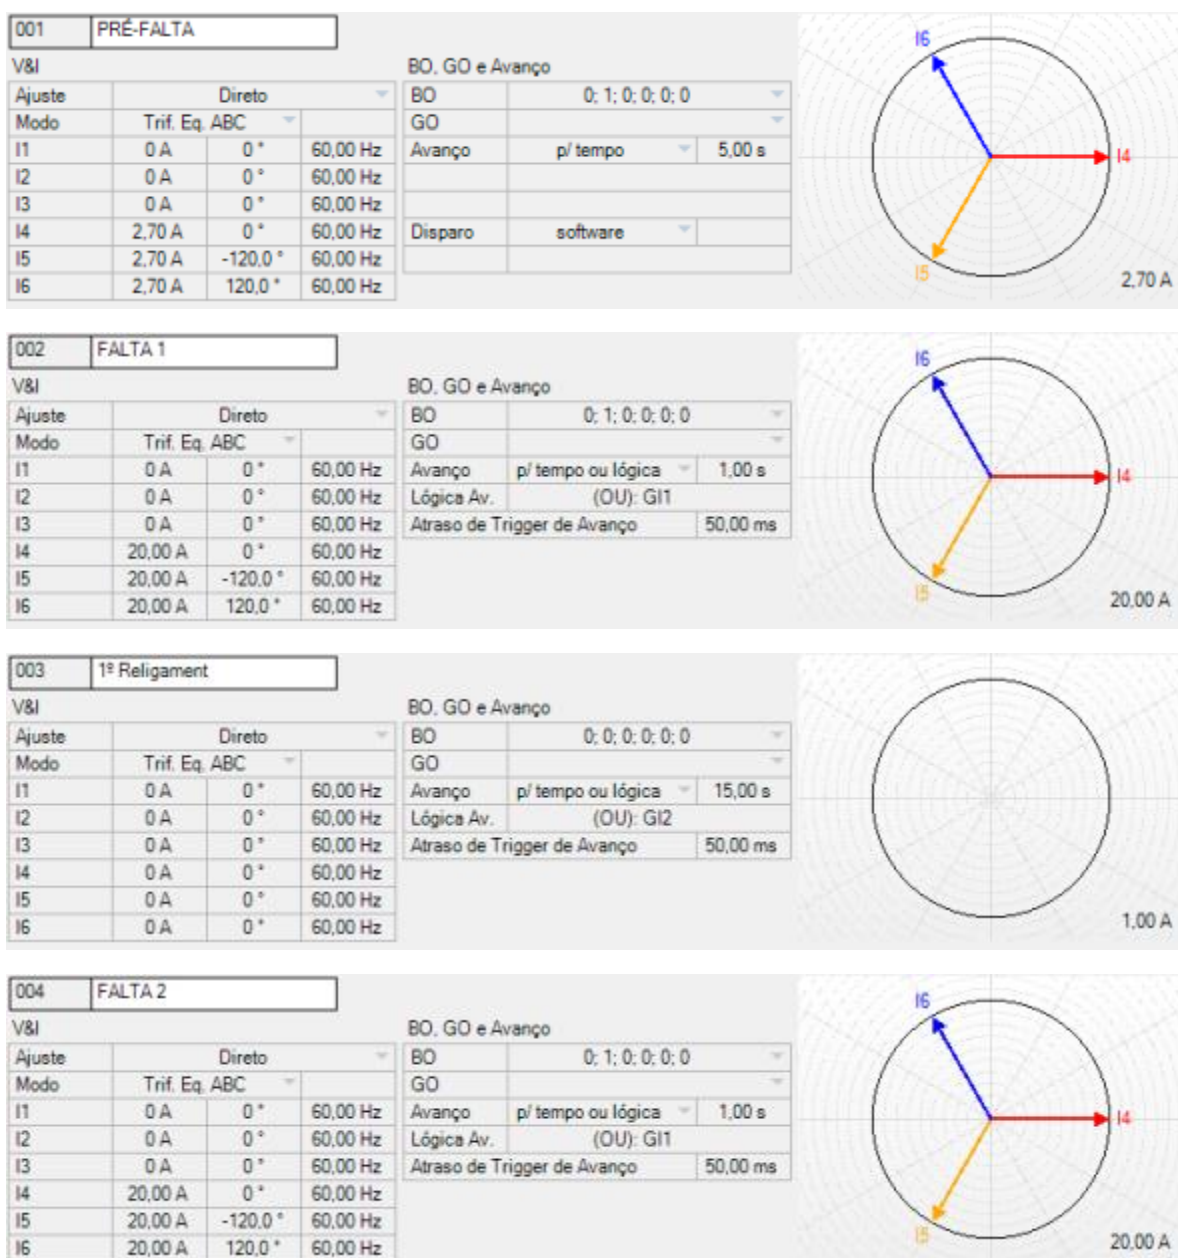 001 PRÉ-FALTA
V&I BO, GO e Avanço
Ajuste Direto BO 0; 1; 0; 0; 0; 0
Modo Trif. Eq. ABC GO
I1 0 A 0 ° 60,00 Hz Avanço p/ tempo 5,00 s
I2 0 A 0 ° 60,00 Hz
I3 0 A 0 ° 60,00 Hz
I4 2,70 A 0 ° 60,00 Hz Disparo software
I5 2,70 A -120,0 ° 60,00 Hz
I6 2,70 A 120,0 ° 60,00 Hz
I6
I4
I5
2,70 A
002 FALTA 1
V&I BO, GO e Avanço
Ajuste Direto BO 0; 1; 0; 0; 0; 0
Modo Trif. Eq. ABC GO
I1 0 A 0 ° 60,00 Hz Avanço p/ tempo ou lógica 1,00 s
I2 0 A 0 ° 60,00 Hz Lógica Av. (OU): GI1
I3 0 A 0 ° 60,00 Hz Atraso de Trigger de Avanço 50,00 ms
I4 20,00 A 0 ° 60,00 Hz
I5 20,00 A -120,0 ° 60,00 Hz
I6 20,00 A 120,0 ° 60,00 Hz
I6
I4
I5
20,00 A
003 1º Religament
V&I BO, GO e Avanço
Ajuste Direto BO 0; 0; 0; 0; 0; 0
Modo Trif. Eq. ABC GO
I1 0 A 0 ° 60,00 Hz Avanço p/ tempo ou lógica 15,00 s
I2 0 A 0 ° 60,00 Hz Lógica Av. (OU): GI2
I3 0 A 0 ° 60,00 Hz Atraso de Trigger de Avanço 50,00 ms
I4 0 A 0 ° 60,00 Hz
I5 0 A 0 ° 60,00 Hz
I6 0 A 0 ° 60,00 Hz
1,00 A
004 FALTA 2
V&I BO, GO e Avanço
Ajuste Direto BO 0; 1; 0; 0; 0; 0
Modo Trif. Eq. ABC GO
I1 0 A 0 ° 60,00 Hz Avanço p/ tempo ou lógica 1,00 s
I2 0 A 0 ° 60,00 Hz Lógica Av. (OU): GI1
I3 0 A 0 ° 60,00 Hz Atraso de Trigger de Avanço 50,00 ms
I4 20,00 A 0 ° 60,00 Hz
I5 20,00 A -120,0 ° 60,00 Hz
I6 20,00 A 120,0 ° 60,00 Hz
I6
I4
I5
20,00 A